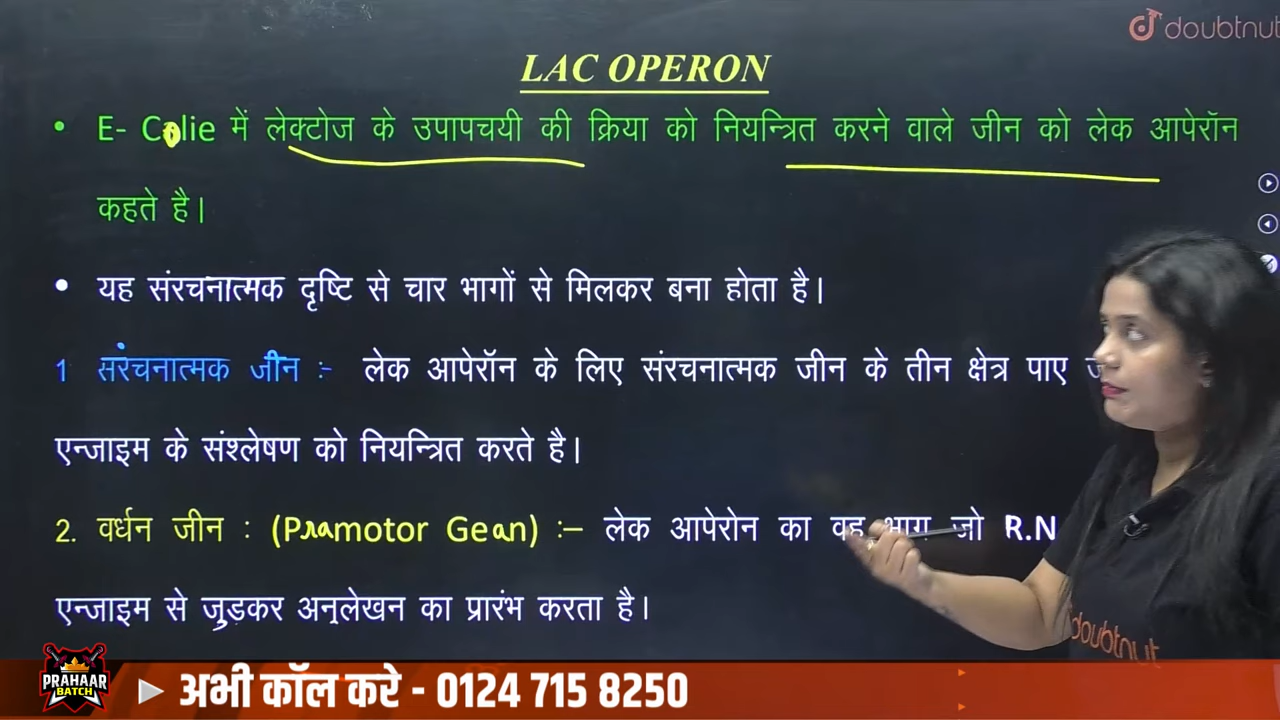 doubtnut
LAC OPERON
• E- Colie में लेक्टोज के उपापचयी की क्रिया को नियन्त्रित करने वाले जीन को लेक आपेरॉन
कहते है।
• यह संरचनात्मक दृष्टि से चार भागों से मिलकर बना होता है।
1 संरचनात्मक जीन :- लेक आपेरॉन के लिए संरचनात्मक जीन के तीन क्षेत्र पाए
एन्जाइम के संश्लेषण को नियन्त्रित करते है।
2. वर्धन जीन : (Pramotor Gean) :– लेक आपेरोन का वह भाग जो R.N
एन्जाइम से जुड़कर अनुलेखन का प्रारंभ करता है।
doubtnut
PRAHAAR
BATCH
अभी कॉल करे - 0124 715 8250